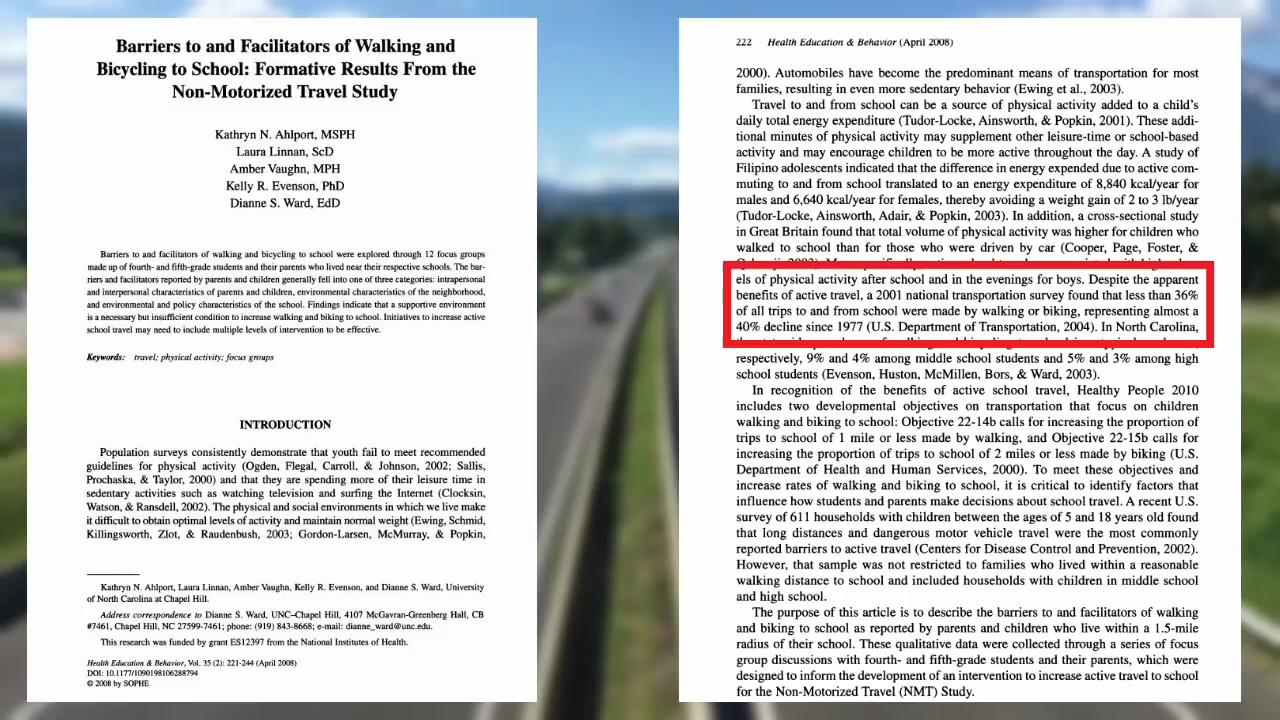 Barriers to and Facilitators of Walking and
Bicycling to School: Formative Results From the
Non-Motorized Travel Study
Kathryn N. Ahlport, MSPH
Laura Linnan, ScD
Amber Vaughn, MPH
Kelly R. Evenson, PhD
Dianne S. Ward, EdD
Barriers to and facilitators of walking and bicycling to school were explored through 12 focus groups
made up of fourth- and fifth-grade students and their parents who lived near their respective schools. The bar-
riers and facilitators reported by parents and children generally fell into one of three categories: intrapersonal
and interpersonal characteristics of parents and children, environmental characteristics of the neighborhood,
and environmental and policy characteristics of the school. Findings indicate that a supportive environment
is a necessary but insufficient condition to increase walking and biking to school. Initiatives to increase active
school travel may need to include multiple levels of intervention to be effective.
Keywords: travel; physical activity; focus groups
INTRODUCTION
Population surveys consistently demonstrate that youth fail to meet recommended
guidelines for physical activity (Ogden, Flegal, Carroll, & Johnson, 2002; Sallis,
Prochaska, & Taylor, 2000) and that they are spending more of their leisure time in
sedentary activities such as watching television and surfing the Internet (Clocksin,
Watson, & Ransdell, 2002). The physical and social environments in which we live make
it difficult to obtain optimal levels of activity and maintain normal weight (Ewing, Schmid,
Killingsworth, Zlot, & Raudenbush, 2003; Gordon-Larsen, McMurray, & Popkin,
Kathryn N. Ahlport, Laura Linnan, Amber Vaughn, Kelly R. Evenson, and Dianne S. Ward, University
of North Carolina at Chapel Hill.
Address correspondence to Dianne S. Ward, UNC–Chapel Hill, 4107 McGavran-Greenberg Hall, CB
#7461, Chapel Hill, NC 27599-7461; phone: (919) 843-8668; e-mail: dianne_ward@unc.edu.
This research was funded by grant ES12397 from the National Institutes of Health.
Health Education & Behavior, Vol. 35 (2): 221-244 (April 2008)
DOI: 10.1177/1090198106288794
© 2008 by SOPHE
222 Health Education & Behavior (April 2008)
2000). Automobiles have become the predominant means of transportation for most
families, resulting in even more sedentary behavior (Ewing et al., 2003).
Travel to and from school can be a source of physical activity added to a child's
daily total energy expenditure (Tudor-Locke, Ainsworth, & Popkin, 2001). These addi-
tional minutes of physical activity may supplement other leisure-time or school-based
activity and may encourage children to be more active throughout the day. A study of
Filipino adolescents indicated that the difference in energy expended due to active com-
muting to and from school translated to an energy expenditure of 8,840 kcal/year for
males and 6,640 kcal/year for females, thereby avoiding a weight gain of 2 to 3 lb/year
(Tudor-Locke, Ainsworth, Adair, & Popkin, 2003). In addition, a cross-sectional study
in Great Britain found that total volume of physical activity was higher for children who
walked to school than for those who were driven by car (Cooper, Page, Foster, &
els of physical activity after school and in the evenings for boys. Despite the apparent
benefits of active travel, a 2001 national transportation survey found that less than 36%
of all trips to and from school were made by walking or biking, representing almost a
40% decline since 1977 (U.S. Department of Transportation, 2004). In North Carolina,
respectively, 9% and 4% among middle school students and 5% and 3% among high
school students (Evenson, Huston, McMillen, Bors, & Ward, 2003).
In recognition of the benefits of active school travel, Healthy People 2010
includes two developmental objectives on transportation that focus on children
walking and biking to school: Objective 22-14b calls for increasing the proportion of
trips to school of 1 mile or less made by walking, and Objective 22-15b calls for
increasing the proportion of trips to school of 2 miles or less made by biking (U.S.
Department of Health and Human Services, 2000). To meet these objectives and
increase rates of walking and biking to school, it is critical to identify factors that
influence how students and parents make decisions about school travel. A recent U.S.
survey of 611 households with children between the ages of 5 and 18 years old found
that long distances and dangerous motor vehicle travel were the most commonly
reported barriers to active travel (Centers for Disease Control and Prevention, 2002).
However, that sample was not restricted to families who lived within a reasonable
walking distance to school and included households with children in middle school
and high school.
The purpose of this article is to describe the barriers to and facilitators of walking
and biking to school as reported by parents and children who live within a 1.5-mile
radius of their school. These qualitative data were collected through a series of focus
group discussions with fourth- and fifth-grade students and their parents, which were
designed to inform the development of an intervention to increase active travel to school
for the Non-Motorized Travel (NMT) Study.